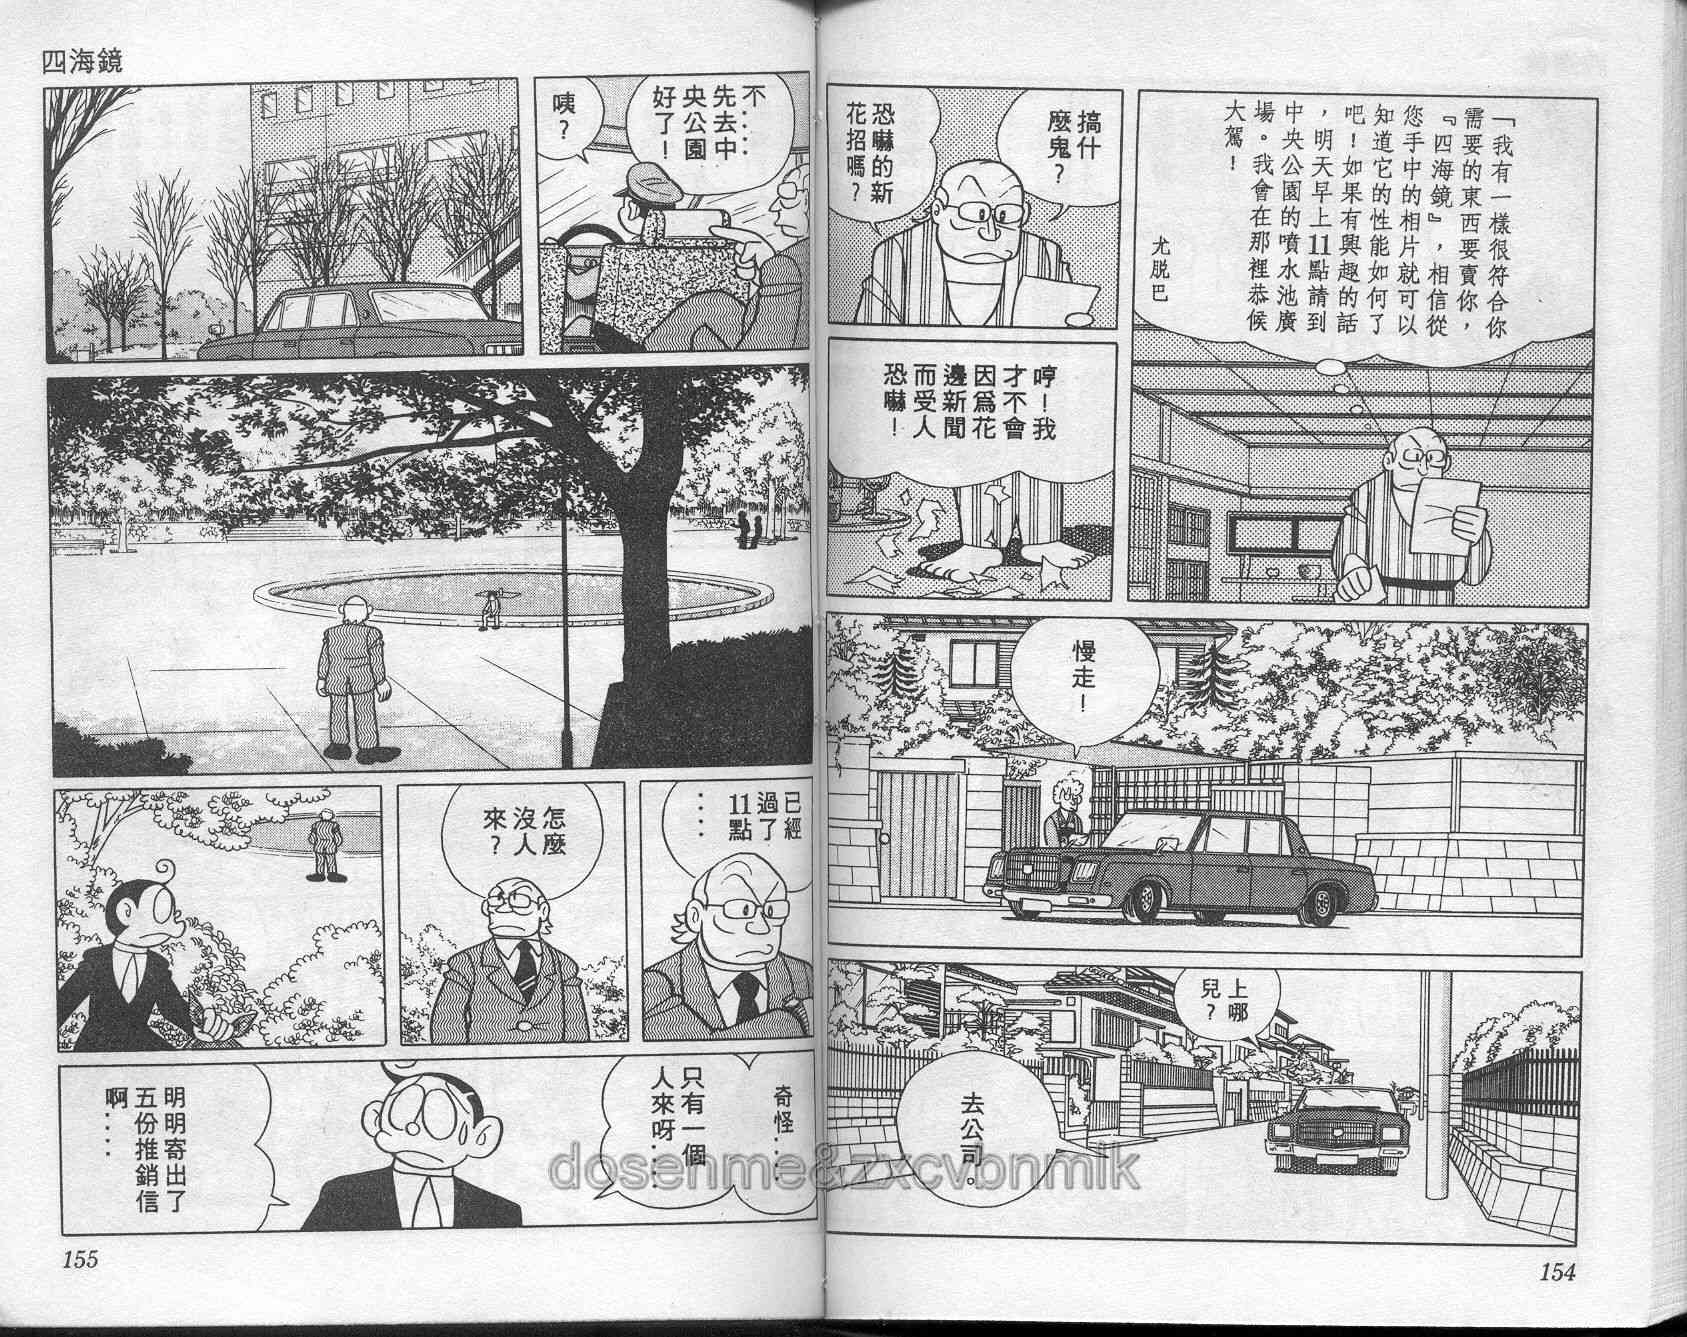 「我有一樣很符合你
需要的東西要賣你，
『四海鏡』，相信從
您手中的相片就可以
知道它的性能如何了
吧！如果有興趣的話
，明天早上11點請到
中央公園的噴水池廣
場。我會在那裡恭候
大駕！
尤脱巴
搞什
麼鬼？
恐嚇的新
花招嗎？
哼！我
才不會
因爲花
邊新聞
而受人
恐嚇！
慢走！
上哪
兒？
去公司。
154
四海鏡
不‥‥
先去中
央公園
好了！
咦？
已經
過了
11點
‥‥
怎麼
沒人
來？
奇怪‥‥
只有一個
人來呀‥‥
明明寄出了
五份推銷信
啊‥‥
155
dosenme&zxcvbnmlk